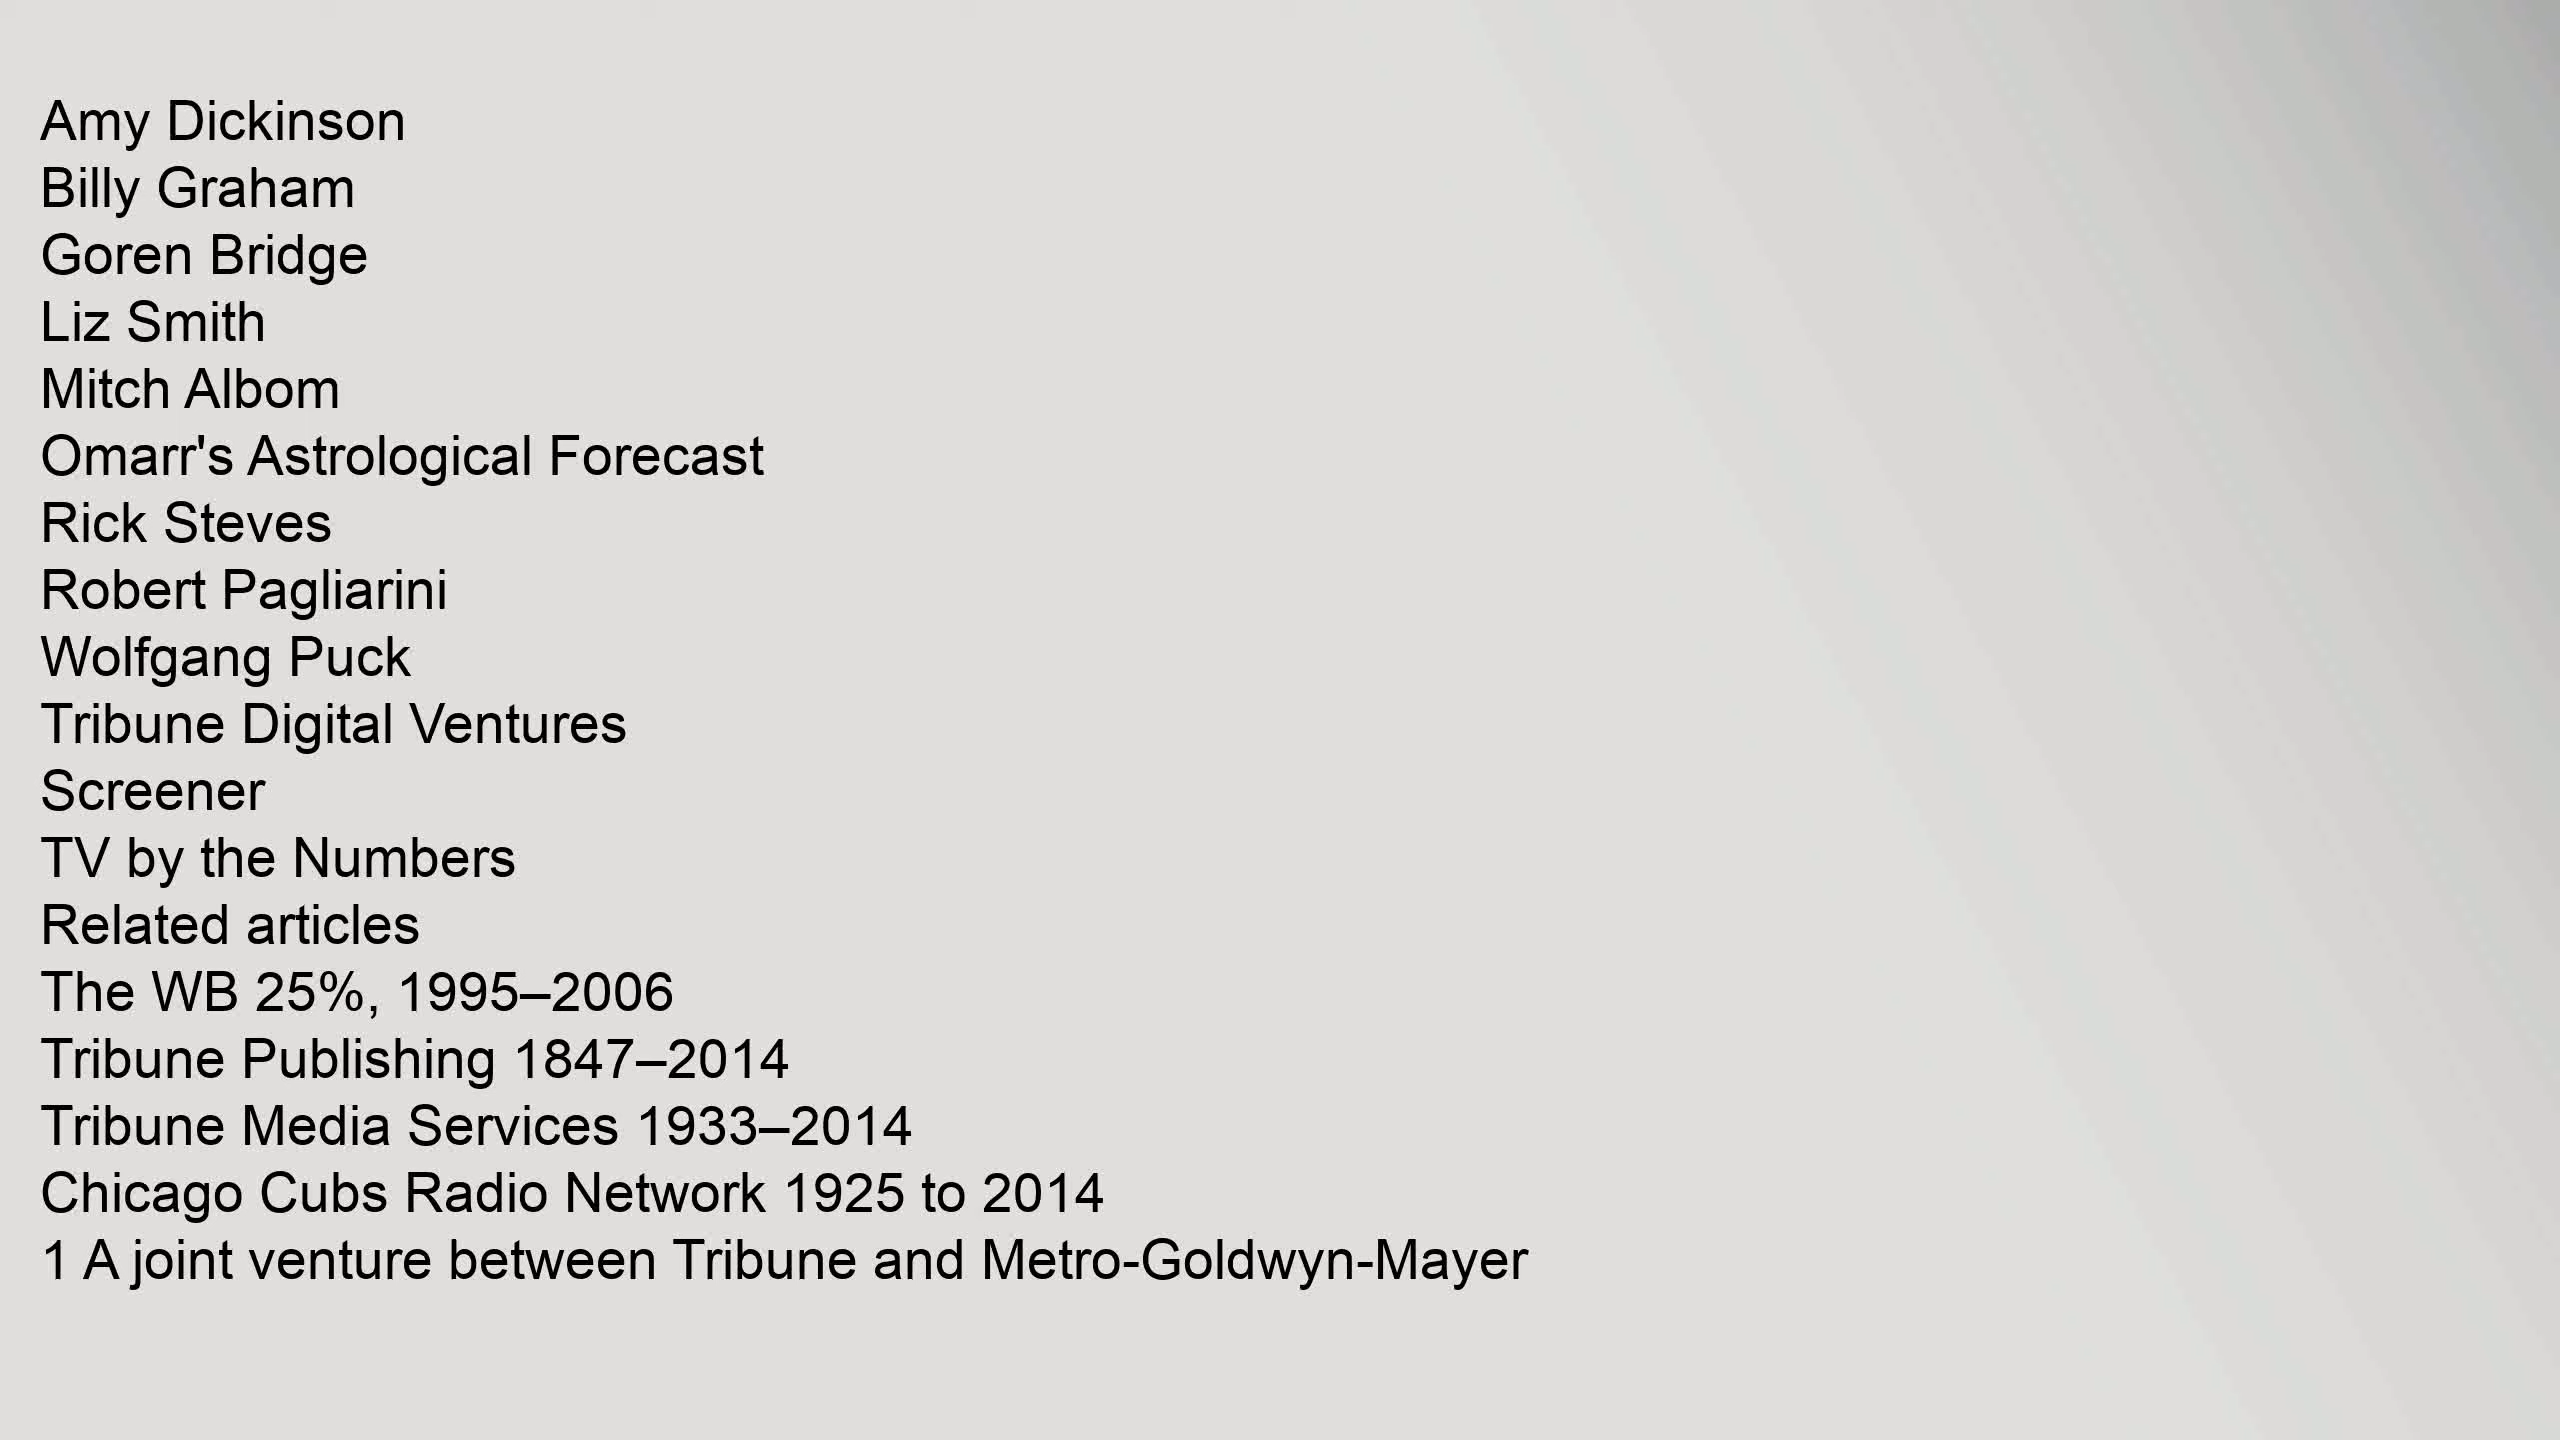 Amy Dickinson
Billy Graham
Goren Bridge
Liz Smith
Mitch Albom
Omarr's Astrological Forecast
Rick Steves
Robert Pagliarini
Wolfgang Puck
Tribune Digital Ventures
Screener
TV by the Numbers
Related articles
The WB 25%, 1995–2006
Tribune Publishing 1847–2014
Tribune Media Services 1933–2014
Chicago Cubs Radio Network 1925 to 2014
1 A joint venture between Tribune and Metro-Goldwyn-Mayer